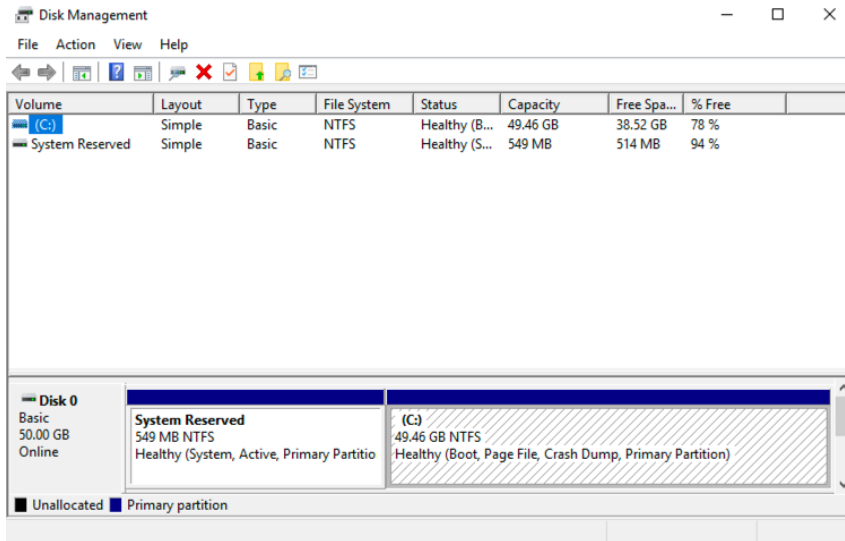 Disk Management
File Action View Help
Volume Layout Type File System Status Capacity Free Spa... % Free
(C:) Simple Basic NTFS Healthy (B... 49.46 GB 38.52 GB 78 %
System Reserved Simple Basic NTFS Healthy (S... 549 MB 514 MB 94 %
Disk 0
Basic
50.00 GB
Online
System Reserved
549 MB NTFS
Healthy (System, Active, Primary Partitio
(C:)
49.46 GB NTFS
Healthy (Boot, Page File, Crash Dump, Primary Partition)
Unallocated Primary partition